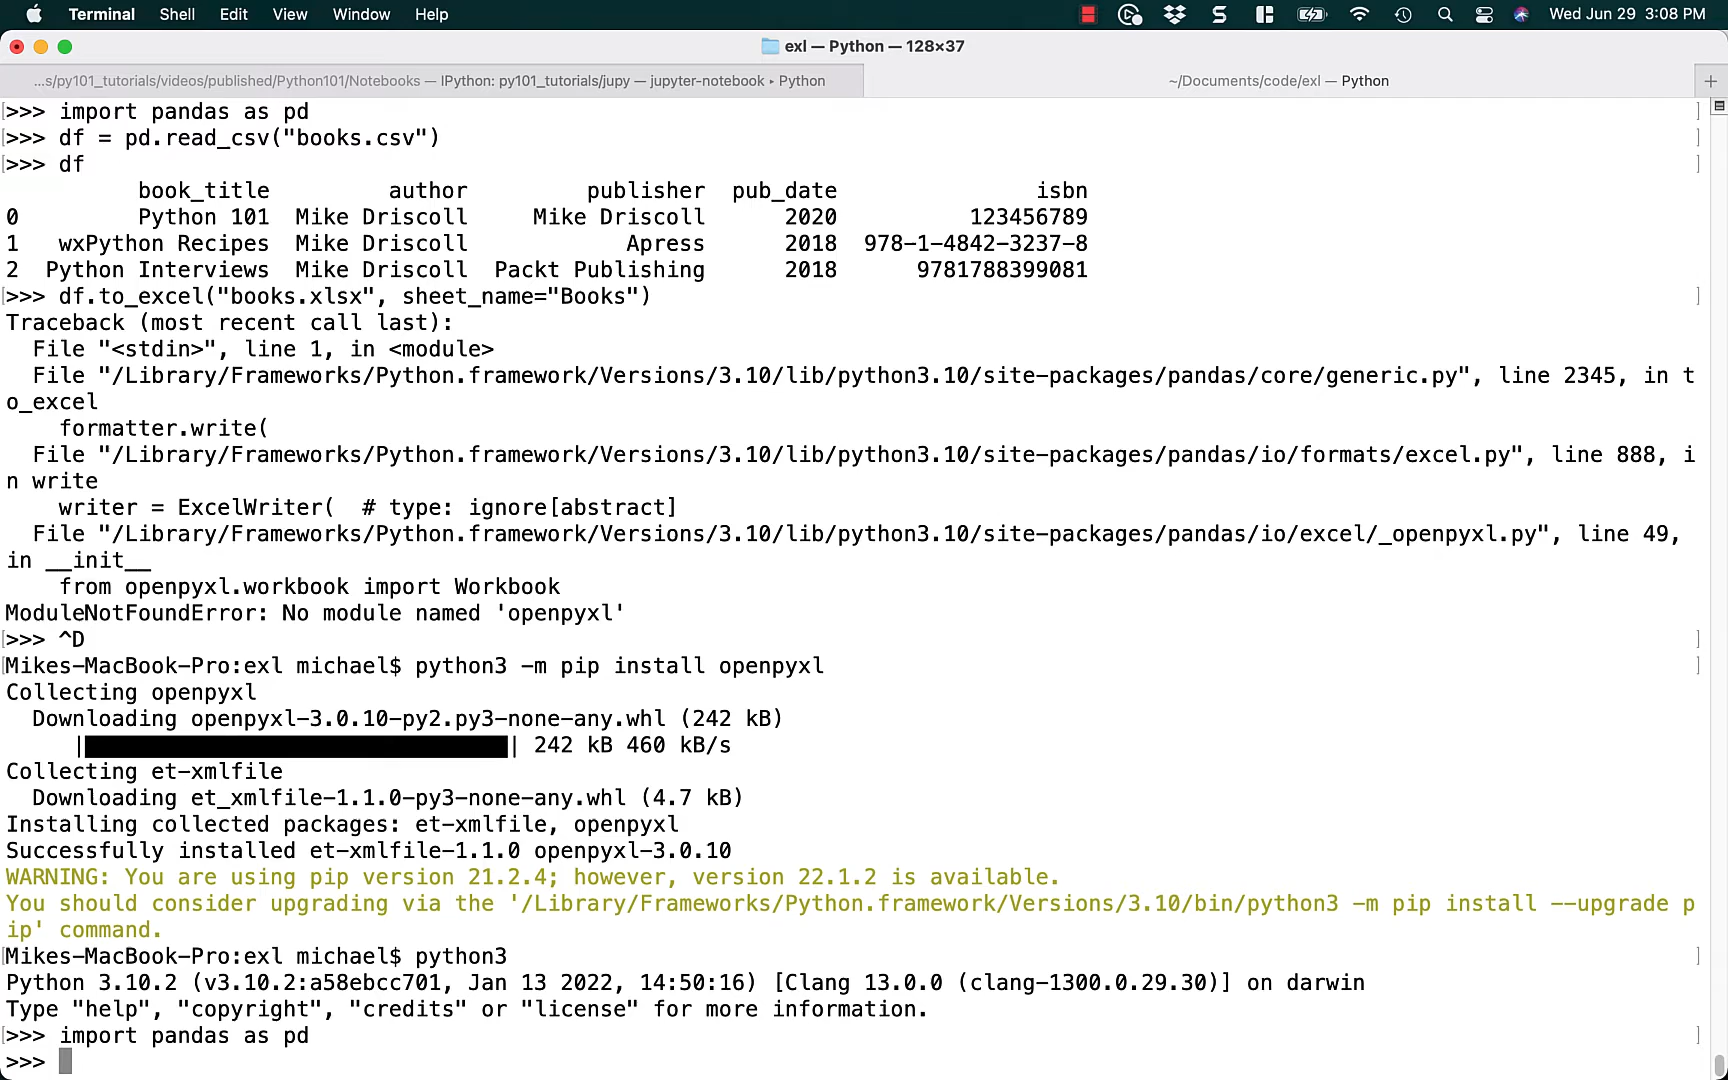 Terminal Shell Edit View Window Help Wed Jun 29 3:08 PM
exl — Python — 128×37
...s/py101_tutorials/videos/published/Python101/Notebooks — IPython: py101_tutorials/jupy — jupyter-notebook ▸ Python ~/Documents/code/exl — Python +
[>>> import pandas as pd ]
[>>> df = pd.read_csv("books.csv") ]
[>>> df ]
book_title author publisher pub_date isbn
0 Python 101 Mike Driscoll Mike Driscoll 2020 123456789
1 wxPython Recipes Mike Driscoll Apress 2018 978-1-4842-3237-8
2 Python Interviews Mike Driscoll Packt Publishing 2018 9781788399081
[>>> df.to_excel("books.xlsx", sheet_name="Books") ]
Traceback (most recent call last):
File "<stdin>", line 1, in <module>
File "/Library/Frameworks/Python.framework/Versions/3.10/lib/python3.10/site-packages/pandas/core/generic.py", line 2345, in t
o_excel
formatter.write(
File "/Library/Frameworks/Python.framework/Versions/3.10/lib/python3.10/site-packages/pandas/io/formats/excel.py", line 888, i
n write
writer = ExcelWriter( # type: ignore[abstract]
File "/Library/Frameworks/Python.framework/Versions/3.10/lib/python3.10/site-packages/pandas/io/excel/_openpyxl.py", line 49,
in __init__
from openpyxl.workbook import Workbook
ModuleNotFoundError: No module named 'openpyxl'
[>>> ^D ]
[Mikes-MacBook-Pro:exl michael$ python3 -m pip install openpyxl ]
Collecting openpyxl
Downloading openpyxl-3.0.10-py2.py3-none-any.whl (242 kB)
| | 242 kB 460 kB/s
Collecting et-xmlfile
Downloading et_xmlfile-1.1.0-py3-none-any.whl (4.7 kB)
Installing collected packages: et-xmlfile, openpyxl
Successfully installed et-xmlfile-1.1.0 openpyxl-3.0.10
WARNING: You are using pip version 21.2.4; however, version 22.1.2 is available.
You should consider upgrading via the '/Library/Frameworks/Python.framework/Versions/3.10/bin/python3 -m pip install --upgrade p
ip' command.
[Mikes-MacBook-Pro:exl michael$ python3 ]
Python 3.10.2 (v3.10.2:a58ebcc701, Jan 13 2022, 14:50:16) [Clang 13.0.0 (clang-1300.0.29.30)] on darwin
Type "help", "copyright", "credits" or "license" for more information.
[>>> import pandas as pd ]
>>>